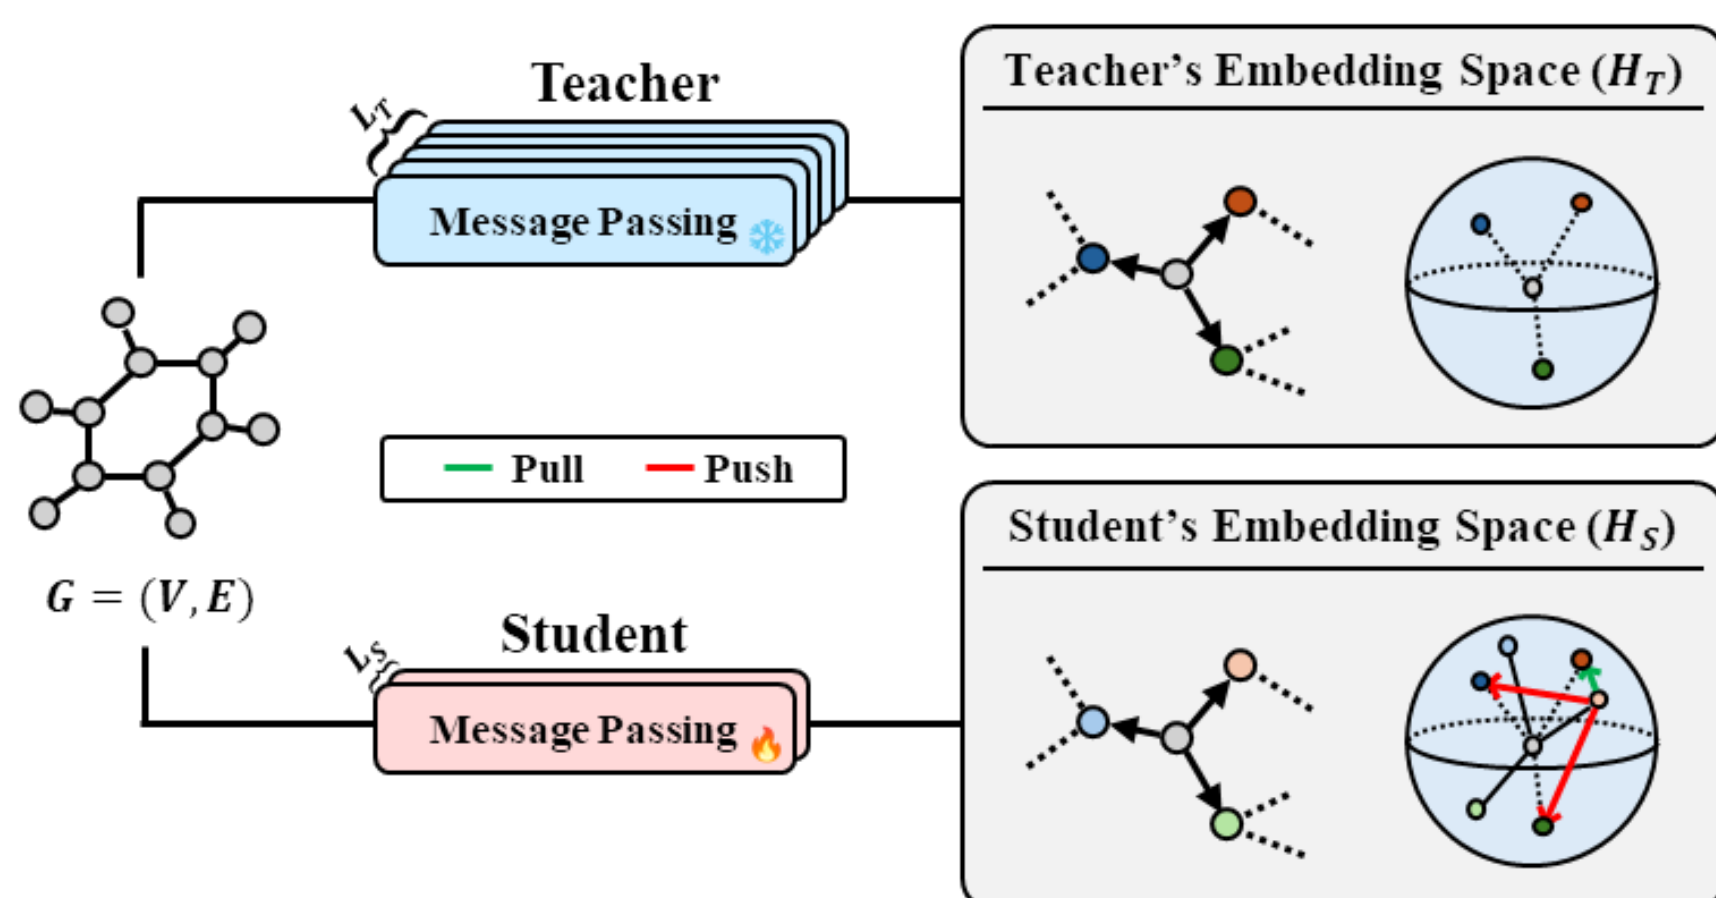 Teacher
L_T
Message Passing
Teacher's Embedding Space (H_T)
Pull
Push
G = (V, E)
Student
L_S
Message Passing
Student's Embedding Space (H_S)